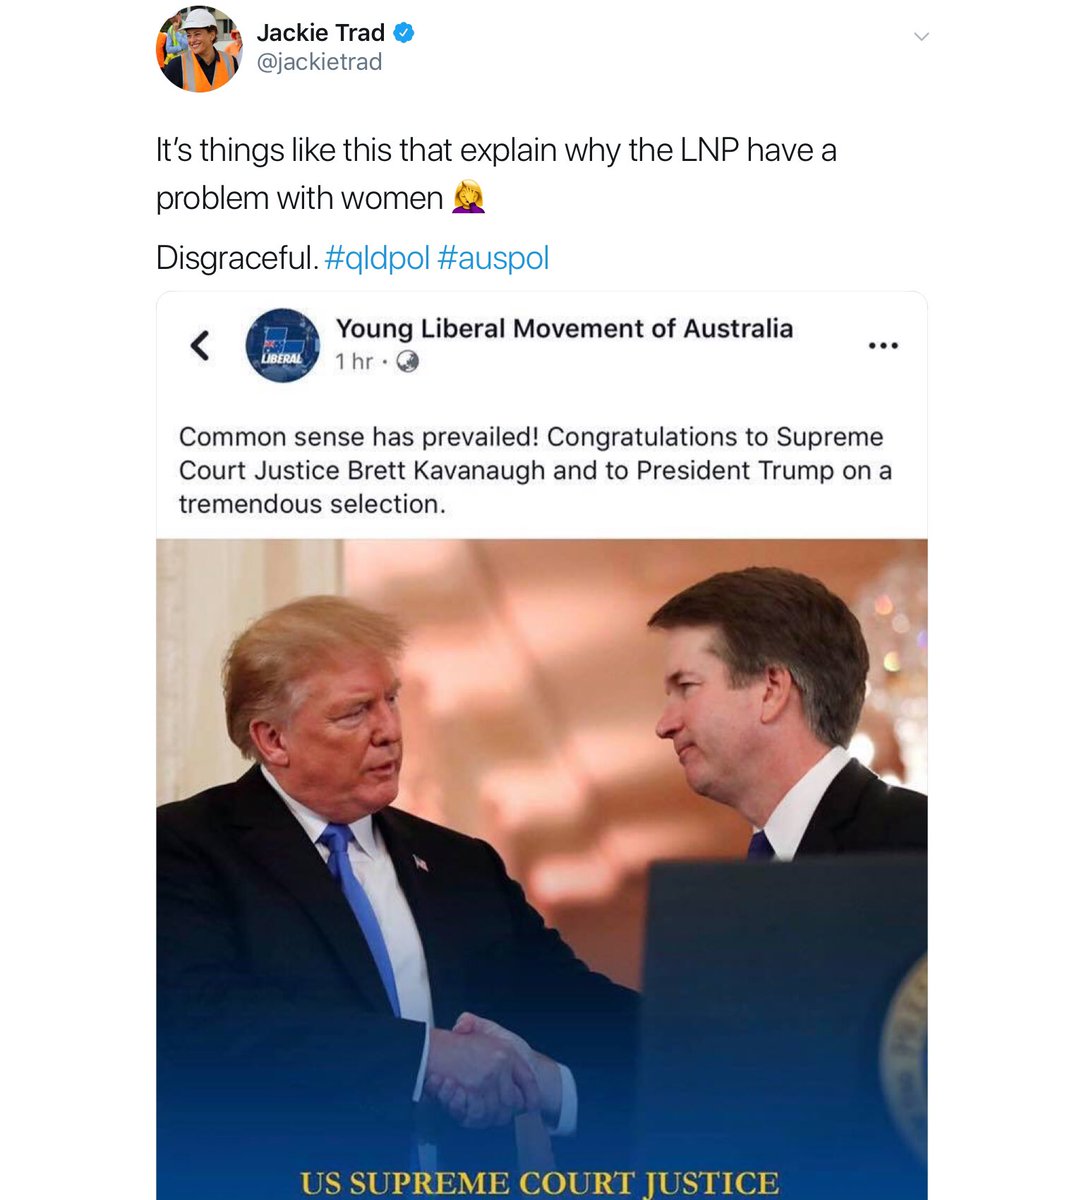 Jackie Trad
@jackietrad
It's things like this that explain why the LNP have a
problem with women 🤦‍♀️
Disgraceful. #qldpol #auspol
LIBERAL
Young Liberal Movement of Australia
1 hr ·
Common sense has prevailed! Congratulations to Supreme
Court Justice Brett Kavanaugh and to President Trump on a
tremendous selection.
US SUPREME COURT JUSTICE